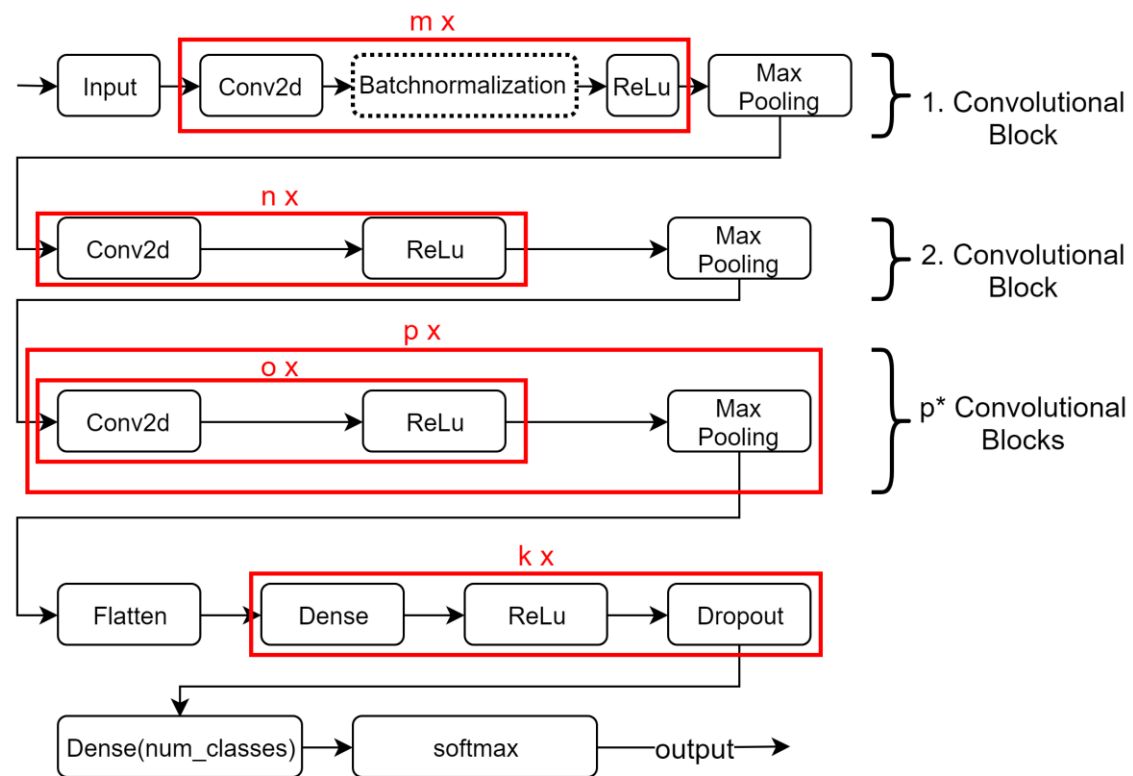 m x
Input
Conv2d
Batchnormalization
ReLu
Max
Pooling
1. Convolutional
Block
n x
Conv2d
ReLu
Max
Pooling
2. Convolutional
Block
p x
o x
Conv2d
ReLu
Max
Pooling
p* Convolutional
Blocks
k x
Flatten
Dense
ReLu
Dropout
Dense(num_classes)
softmax
output